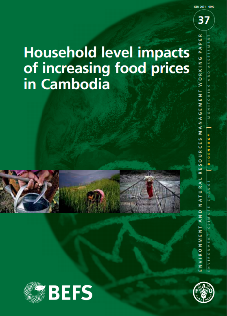 37
Household level impacts
of increasing food prices
in Cambodia
ENVIRONMENT AND NATURAL RESOURCES MANAGEMENT WORKING PAPER
BEFS